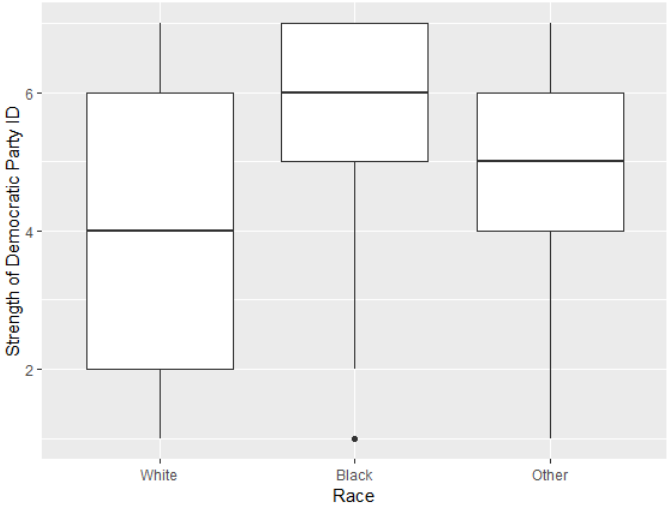 Strength of Democratic Party ID
6
4
2
White
Black
Other
Race